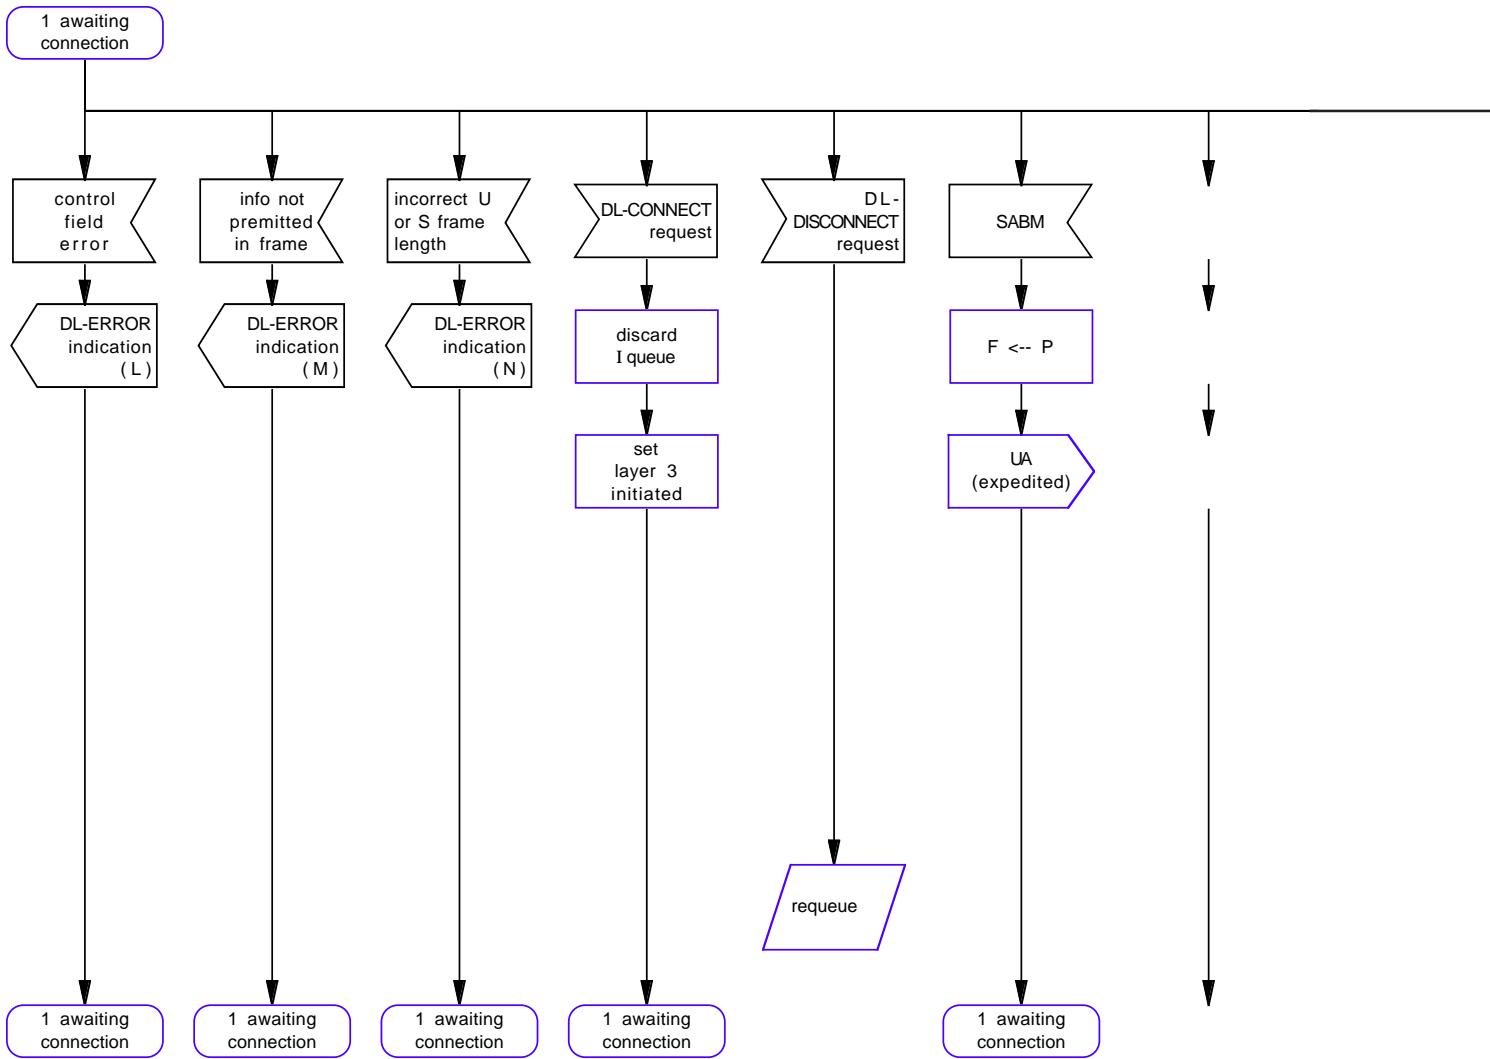 1 awaiting
connection
control
field
error
info not
premitted
in frame
incorrect U
or S frame
length
DL-CONNECT
request
DL-
DISCONNECT
request
SABM
DL-ERROR
indication
(L)
DL-ERROR
indication
(M)
DL-ERROR
indication
(N)
discard
I queue
F <-- P
set
layer 3
initiated
UA
(expedited)
requeue
1 awaiting
connection
1 awaiting
connection
1 awaiting
connection
1 awaiting
connection
1 awaiting
connection